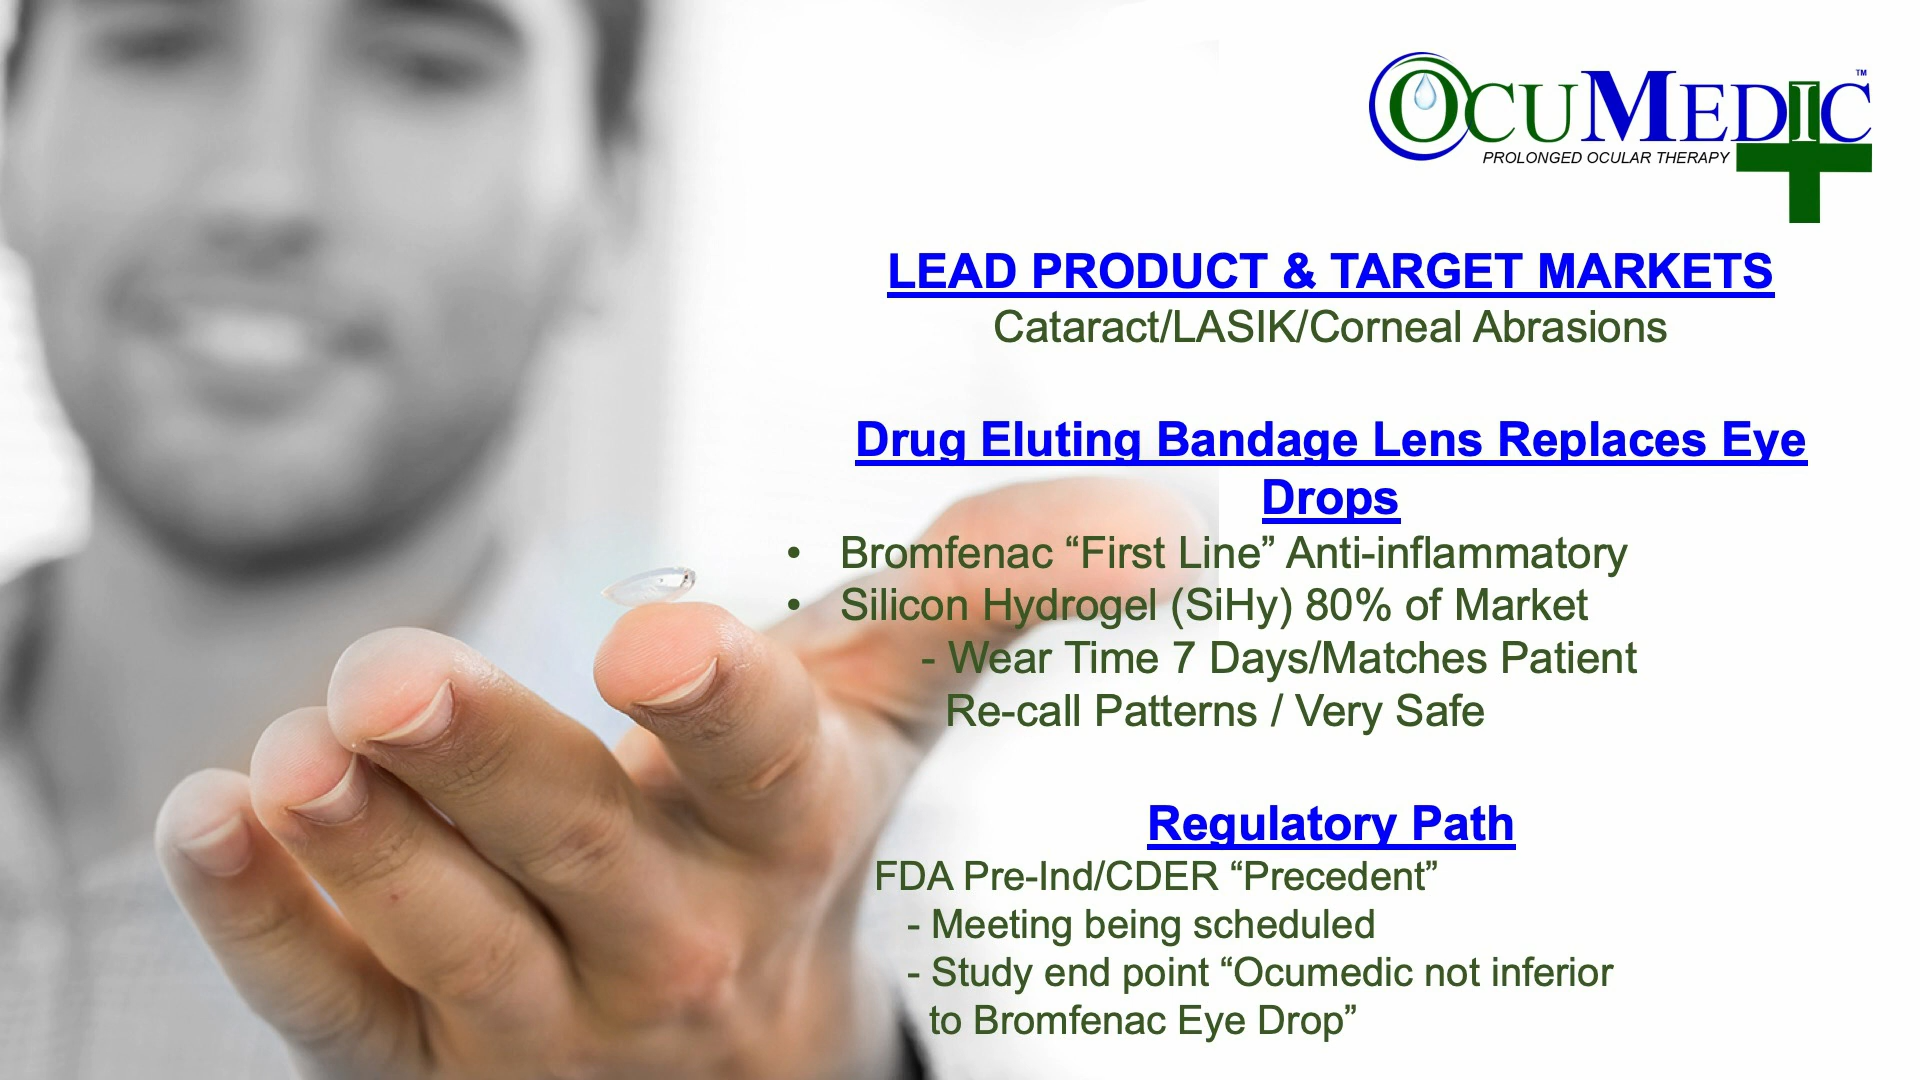 OCUMEDIC™
PROLONGED OCULAR THERAPY
LEAD PRODUCT & TARGET MARKETS
Cataract/LASIK/Corneal Abrasions
Drug Eluting Bandage Lens Replaces Eye
Drops
• Bromfenac “First Line” Anti-inflammatory
• Silicon Hydrogel (SiHy) 80% of Market
- Wear Time 7 Days/Matches Patient
Re-call Patterns / Very Safe
Regulatory Path
FDA Pre-Ind/CDER “Precedent”
- Meeting being scheduled
- Study end point “Ocumedic not inferior
to Bromfenac Eye Drop”